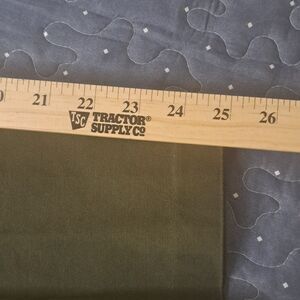 21 22 23 24 25 26
TSC TRACTOR®
SUPPLY CO